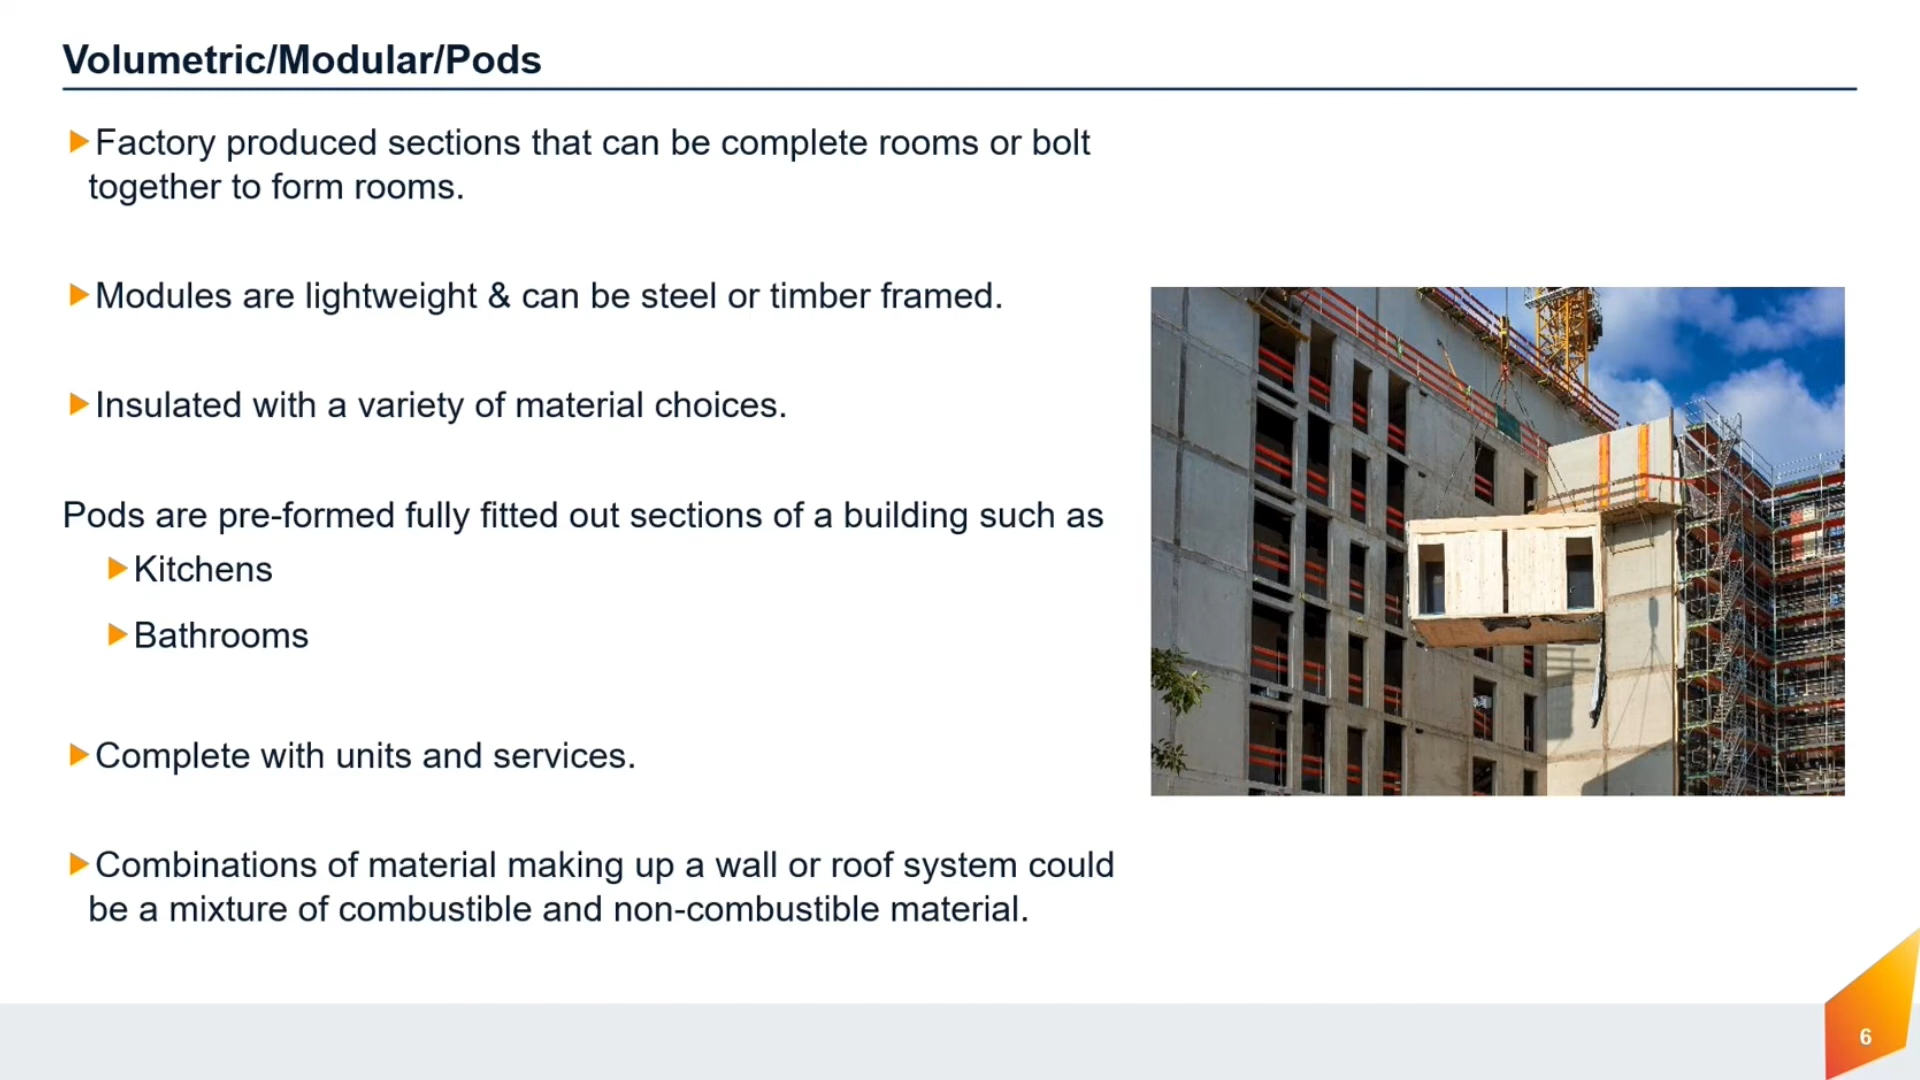 Volumetric/Modular/Pods
Factory produced sections that can be complete rooms or bolt
together to form rooms.
Modules are lightweight & can be steel or timber framed.
Insulated with a variety of material choices.
Pods are pre-formed fully fitted out sections of a building such as
Kitchens
Bathrooms
Complete with units and services.
Combinations of material making up a wall or roof system could
be a mixture of combustible and non-combustible material.
6